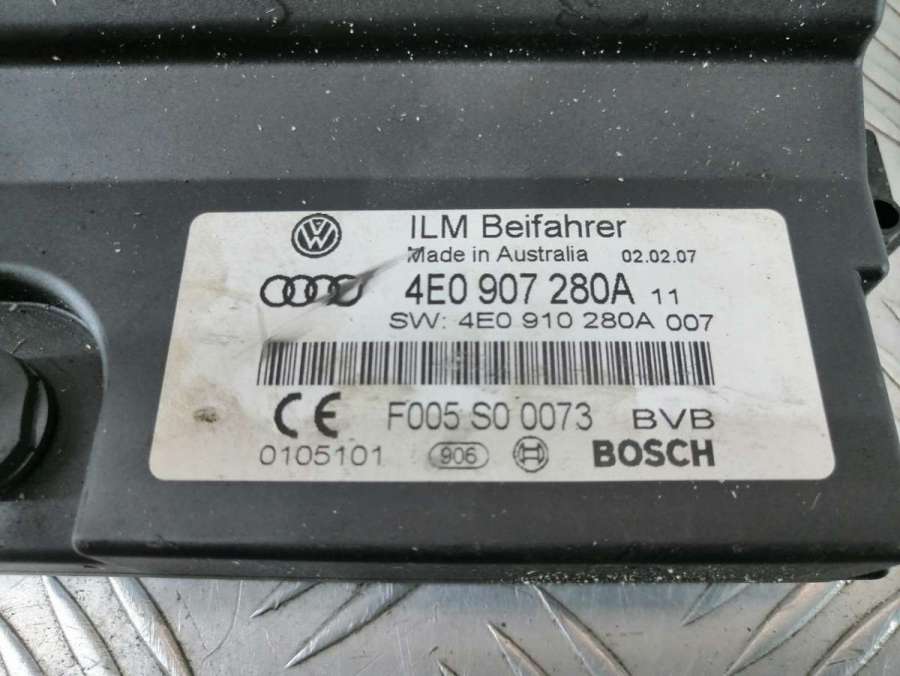 ILM Beifahrer
Made in Australia 02.02.07
4E0 907 280A 11
SW: 4E0 910 280A 007
CE F005 S0 0073 BVB
0105101 906 BOSCH